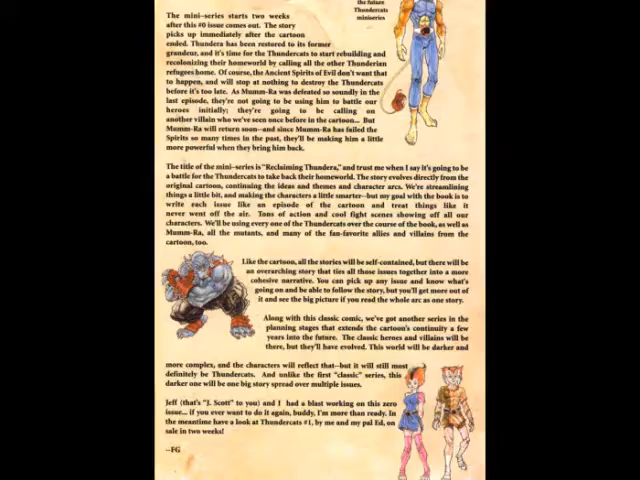 the future
Thundercats
miniseries
The mini-series starts two weeks
after this #0 issue comes out. The story
picks up immediately after the cartoon
ended. Thundera has been restored to its former
grandeur, and it's time for the Thundercats to start rebuilding and
recolonizing their homeworld by calling all the other Thunderian
refugees home. Of course, the Ancient Spirits of Evil don't want that
to happen, and will stop at nothing to destroy the Thundercats
before it's too late. As Mumm-Ra was defeated so soundly in the
last episode, they're not going to be using him to battle our
heroes initially; they're going to be calling on
another villain who we've seen once before in the cartoon... But
Mumm-Ra will return soon--and since Mumm-Ra has failed the
Spirits so many times in the past, they'll be making him a little
more powerful when they bring him back.
The title of the mini-series is "Reclaiming Thundera," and trust me when I say it's going to be
a battle for the Thundercats to take back their homeworld. The story evolves directly from the
original cartoon, continuing the ideas and themes and character arcs. We're streamlining
things a little bit, and making the characters a little smarter--but my goal with the book is to
write each issue like an episode of the cartoon and treat things like it
never went off the air. Tons of action and cool fight scenes showing off all our
characters. We'll be using every one of the Thundercats over the course of the book, as well as
Mumm-Ra, all the mutants, and many of the fan-favorite allies and villains from the
cartoon, too.
Like the cartoon, all the stories will be self-contained, but there will be
an overarching story that ties all those issues together into a more
cohesive narrative. You can pick up any issue and know what's
going on and be able to follow the story, but you'll get more out of
it and see the big picture if you read the whole arc as one story.
Along with this classic comic, we've got another series in the
planning stages that extends the cartoon's continuity a few
years into the future. The classic heroes and villains will be
there, but they'll have evolved. This world will be darker and
more complex, and the characters will reflect that--but it will still most
definitely be Thundercats. And unlike the first "classic" series, this
darker one will be one big story spread over multiple issues.
Jeff (that's "J. Scott" to you) and I had a blast working on this zero
issue... if you ever want to do it again, buddy, I'm more than ready. In
the meantime have a look at Thundercats #1, by me and my pal Ed, on
sale in two weeks!
--FG